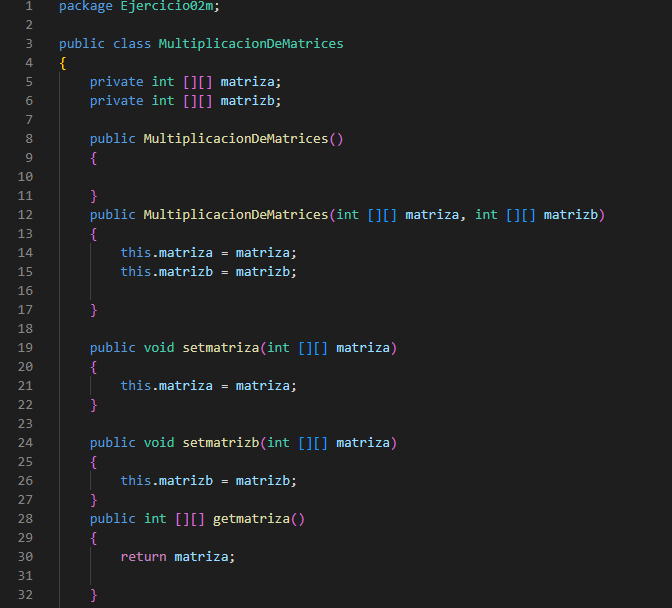 1 package Ejercicio02m;
2
3 public class MultiplicacionDeMatrices
4 {
5 private int [][] matriza;
6 private int [][] matrizb;
7
8 public MultiplicacionDeMatrices()
9 {
10
11 }
12 public MultiplicacionDeMatrices(int [][] matriza, int [][] matrizb)
13 {
14 this.matriza = matriza;
15 this.matrizb = matrizb;
16
17 }
18
19 public void setmatriza(int [][] matriza)
20 {
21 this.matriza = matriza;
22 }
23
24 public void setmatrizb(int [][] matriza)
25 {
26 this.matrizb = matrizb;
27 }
28 public int [][] getmatriza()
29 {
30 return matriza;
31
32 }